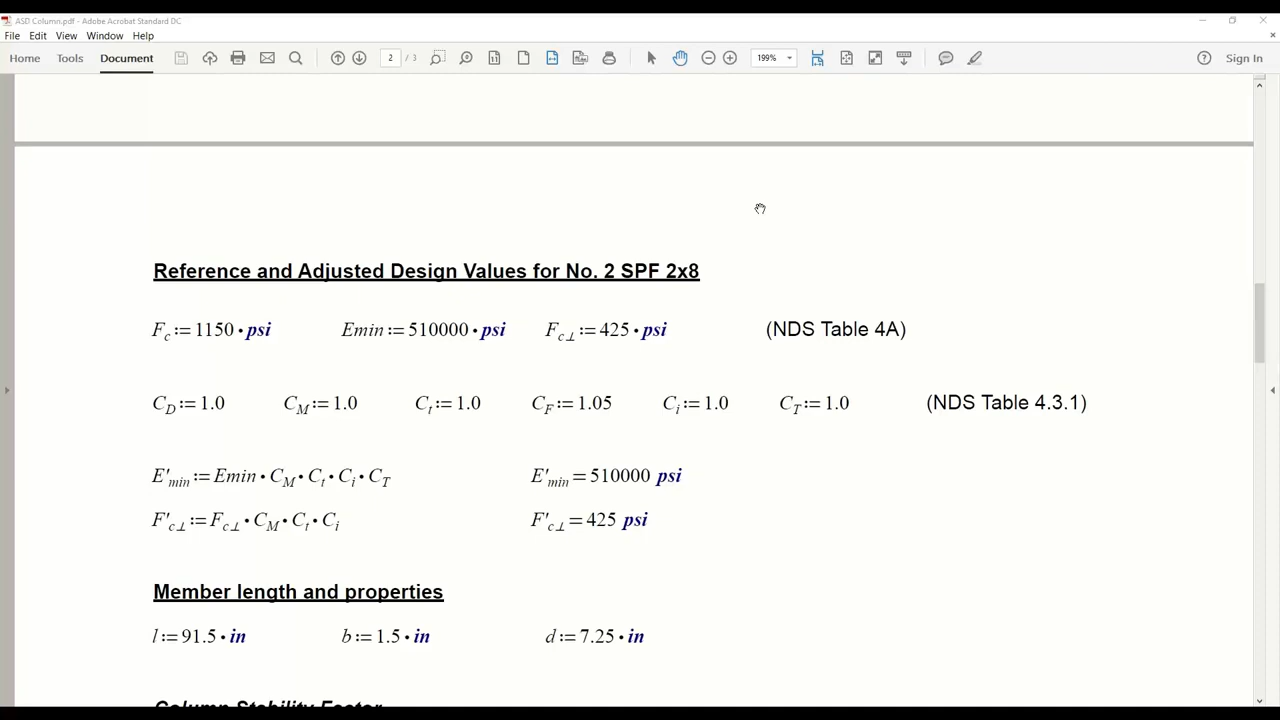 ASD Column.pdf - Adobe Acrobat Standard DC
File Edit View Window Help
Home Tools Document 2 / 3 199% Sign In
Reference and Adjusted Design Values for No. 2 SPF 2x8
F_c := 1150 • psi Emin := 510000 • psi F_c⊥ := 425 • psi (NDS Table 4A)
C_D := 1.0 C_M := 1.0 C_t := 1.0 C_F := 1.05 C_i := 1.0 C_T := 1.0 (NDS Table 4.3.1)
E'_min := Emin • C_M • C_t • C_i • C_T E'_min = 510000 psi
F'_c⊥ := F_c⊥ • C_M • C_t • C_i F'_c⊥ = 425 psi
Member length and properties
l := 91.5 • in b := 1.5 • in d := 7.25 • in
Column Stability Factor